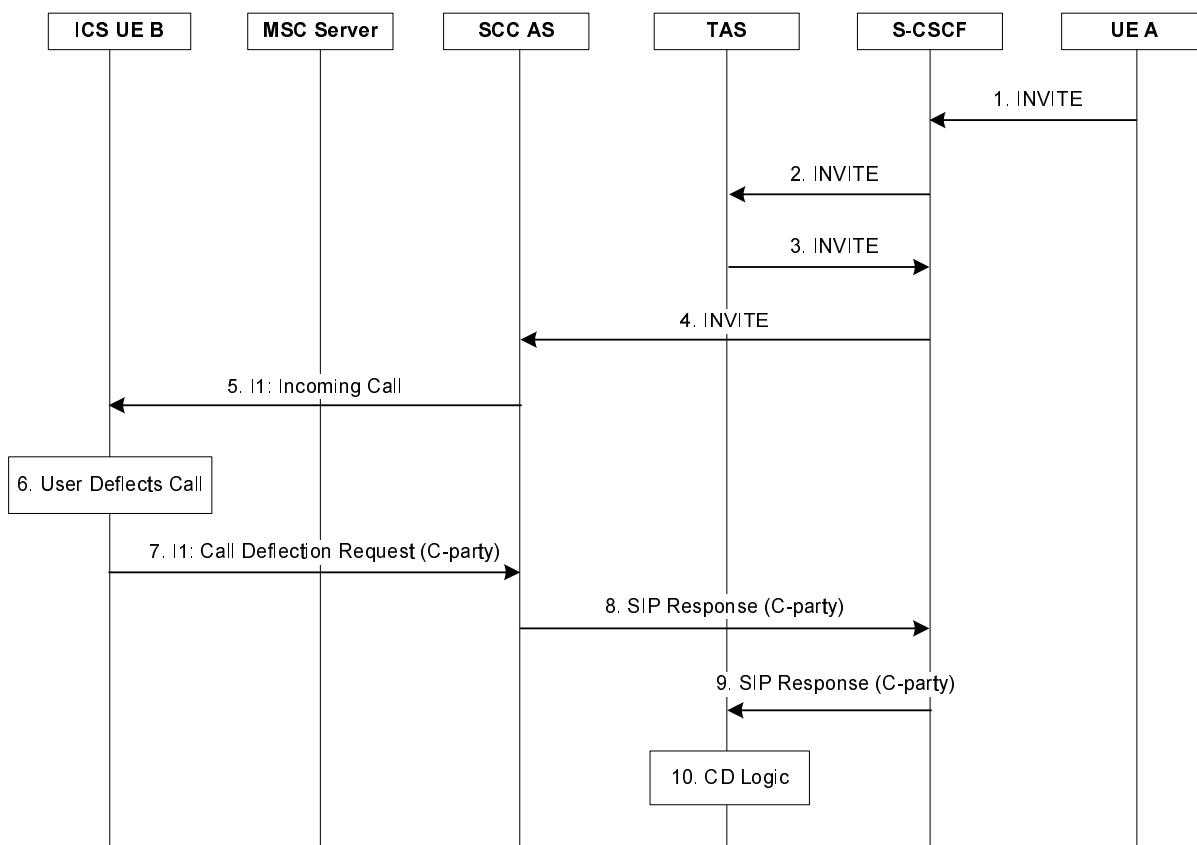 ICS UE B
MSC Server
SCC AS
TAS
S-CSCF
UE A
1. INVITE
2. INVITE
3. INVITE
4. INVITE
5. I1: Incoming Call
6. User Deflects Call
7. I1: Call Deflection Request (C-party)
8. SIP Response (C-party)
9. SIP Response (C-party)
10. CD Logic